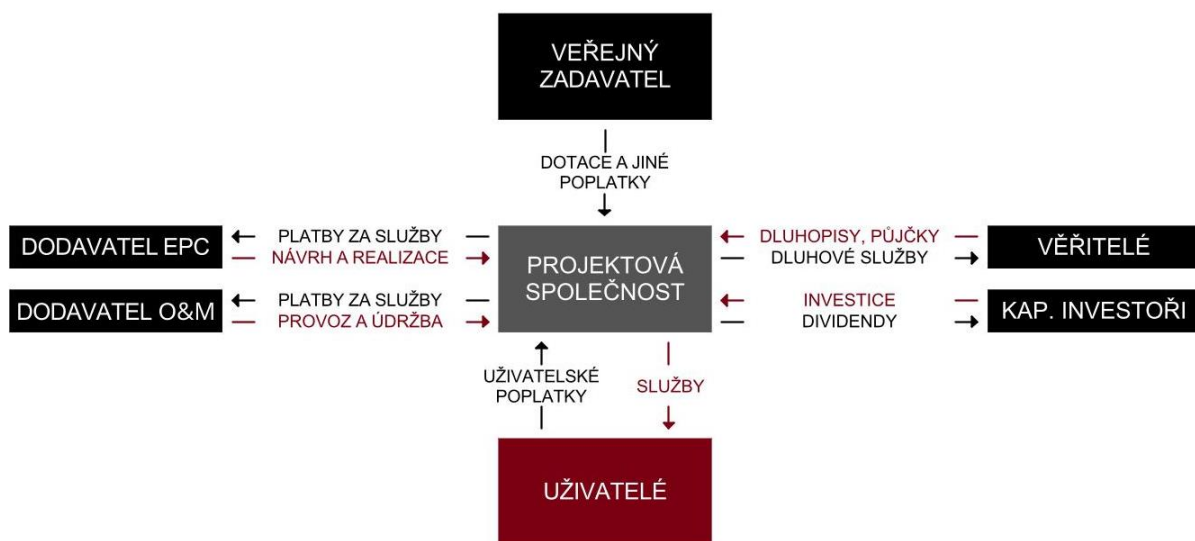 VEŘEJNÝ
ZADAVATEL
DOTACE A JINÉ
POPLATKY
DODAVATEL EPC
PLATBY ZA SLUŽBY
NÁVRH A REALIZACE
DODAVATEL O&M
PLATBY ZA SLUŽBY
PROVOZ A ÚDRŽBA
PROJEKTOVÁ
SPOLEČNOST
DLUHOPISY, PŮJČKY
DLUHOVÉ SLUŽBY
VĚŘITELÉ
INVESTICE
DIVIDENDY
KAP. INVESTOŘI
UŽIVATELSKÉ
POPLATKY
SLUŽBY
UŽIVATELÉ